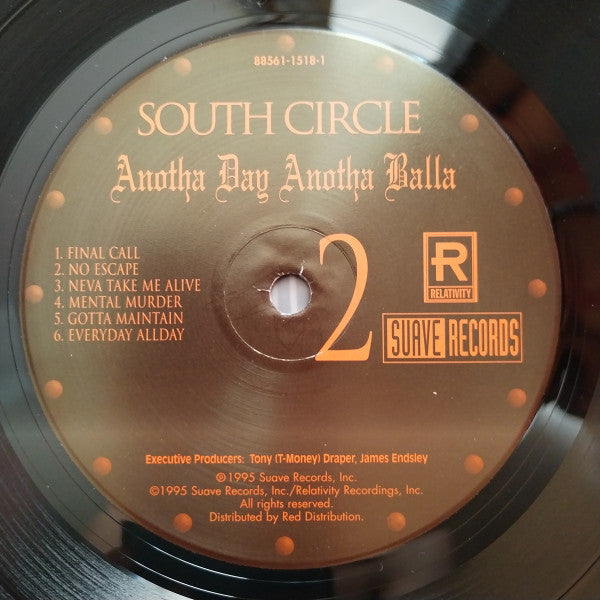 88561-1518-1
SOUTH CIRCLE
Anotha Day Anotha Balla
1. FINAL CALL
2. NO ESCAPE
3. NEVA TAKE ME ALIVE
4. MENTAL MURDER
5. GOTTA MAINTAIN
6. EVERYDAY ALLDAY
2
R
RELATIVITY
SUAVE RECORDS
Executive Producers: Tony (T-Money) Draper, James Endsley
℗1995 Suave Records, Inc.
©1995 Suave Records, Inc./Relativity Recordings, Inc.
All rights reserved.
Distributed by Red Distribution.